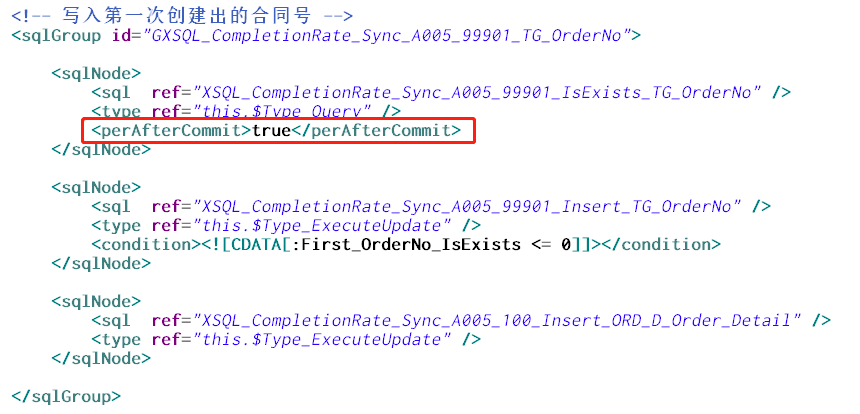 <!-- 写入第一次创建出的合同号 -->
<sqlGroup id="GXSQL_CompletionRate_Sync_A005_99901_TG_OrderNo">
<sqlNode>
<sql  ref="XSQL_CompletionRate_Sync_A005_99901_IsExists_TG_OrderNo" />
<type ref="this.$Type_Query" />
<perAfterCommit>true</perAfterCommit>
</sqlNode>
<sqlNode>
<sql  ref="XSQL_CompletionRate_Sync_A005_99901_Insert_TG_OrderNo" />
<type ref="this.$Type_ExecuteUpdate" />
<condition><![CDATA[:First_OrderNo_IsExists <= 0]]></condition>
</sqlNode>
<sqlNode>
<sql  ref="XSQL_CompletionRate_Sync_A005_100_Insert_ORD_D_Order_Detail" />
<type ref="this.$Type_ExecuteUpdate" />
</sqlNode>
</sqlGroup>